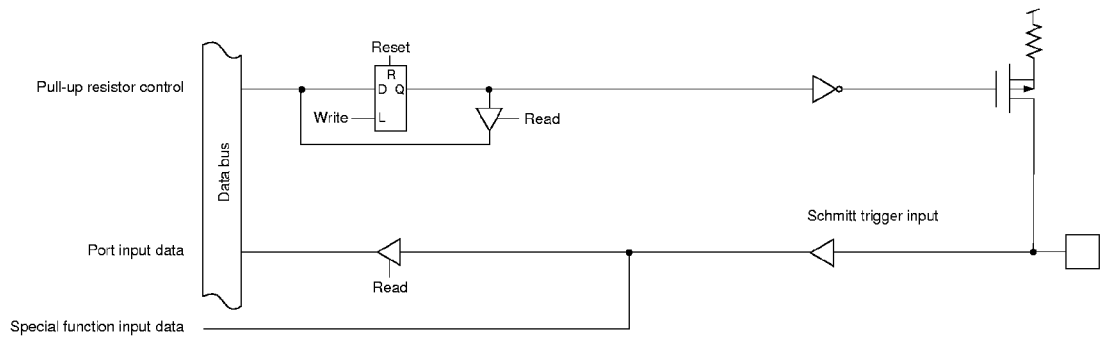 Reset
Pull-up resistor control
R
D Q
Write
L
Read
Data bus
Schmitt trigger input
Port input data
Read
Special function input data